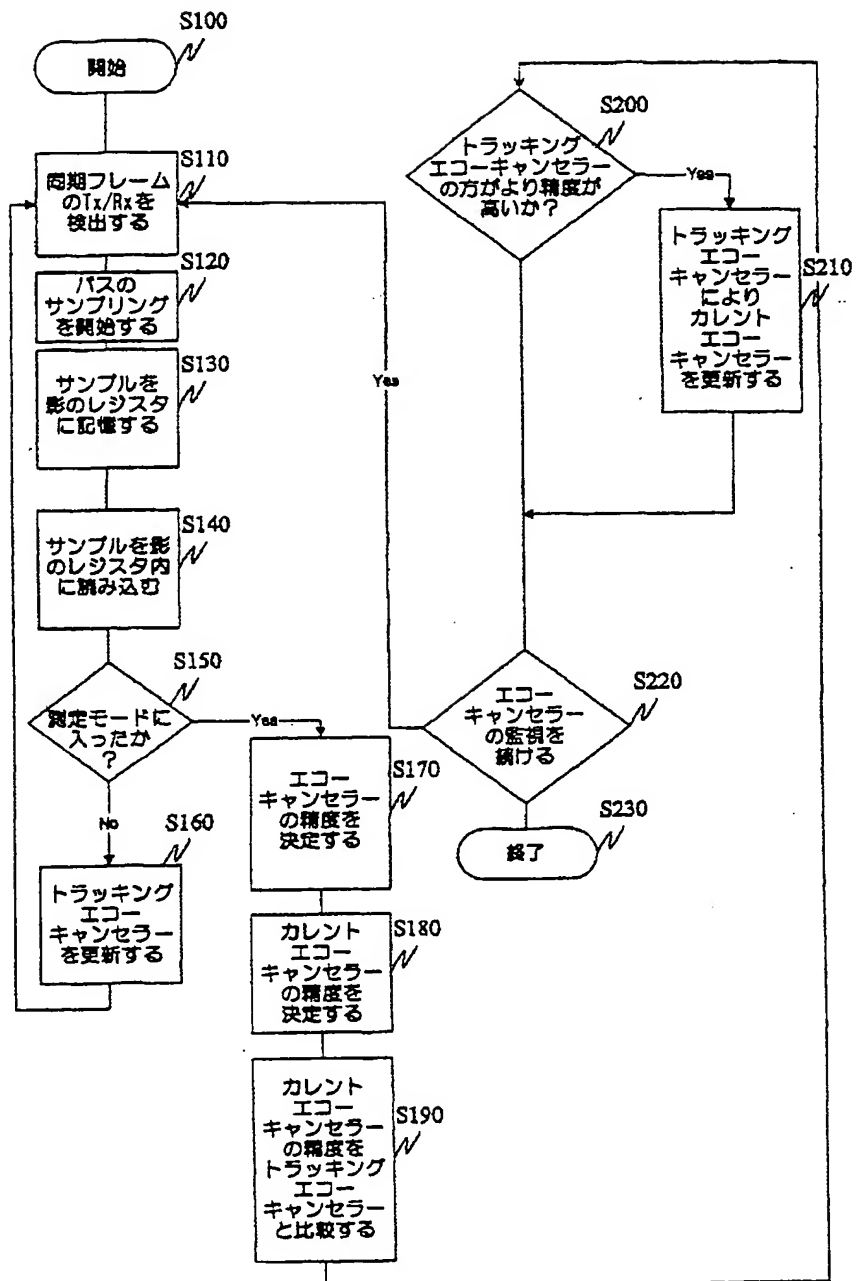 S100
開始
S110
同期フレーム
のTx/Rxを
検出する
S120
パスの
サンプリング
を開始する
S130
サンプルを
影のレジスタ
に記憶する
S140
サンプルを影
のレジスタ内
に読み込む
S150
測定モードに
入ったか
?
Yes
No
S160
トラッキング
エコー
キャンセラー
を更新する
S170
エコー
キャンセラー
の精度を
決定する
S180
カレント
エコー
キャンセラー
の精度を
決定する
S190
カレント
エコー
キャンセラー
の精度を
トラッキング
エコー
キャンセラー
と比較する
S200
トラッキング
エコーキャンセラー
の方がより精度が
高いか?
Yes
S210
トラッキング
エコー
キャンセラー
により
カレント
エコー
キャンセラー
を更新する
Yes
S220
エコー
キャンセラー
の監視を
続ける
S230
終了